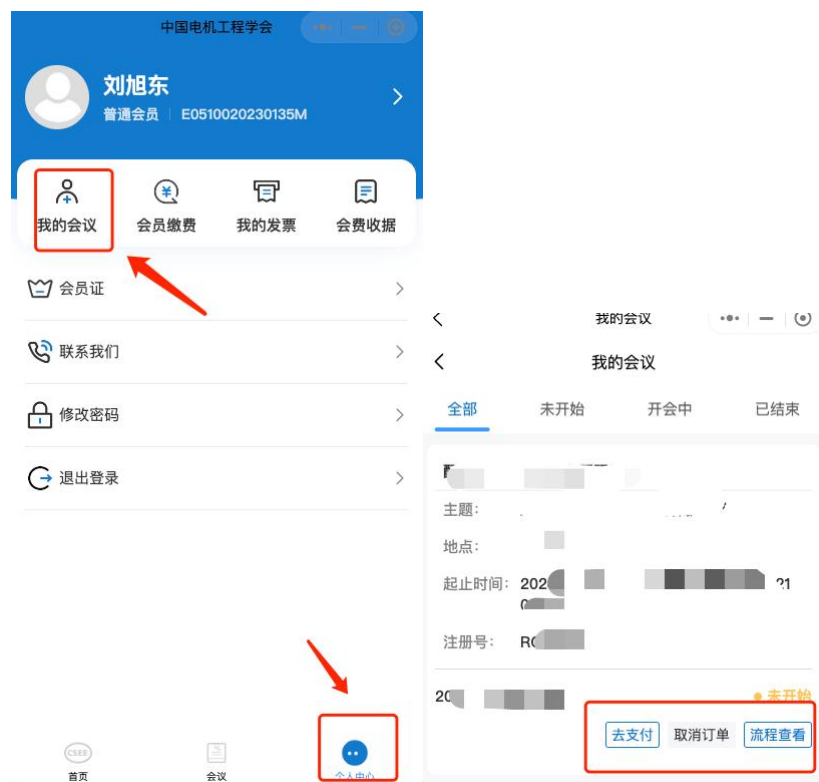 中国电机工程学会
刘旭东
普通会员 E0510020230135M
我的会议 会员缴费 我的发票 会费收据
会员证
联系我们
修改密码
退出登录
CSEE
首页 会议 个人中心
我的会议
我的会议
全部 未开始 开会中 已结束
主题：
地点：
起止时间： 202 21
注册号： R
20 未开始
去支付 取消订单 流程查看